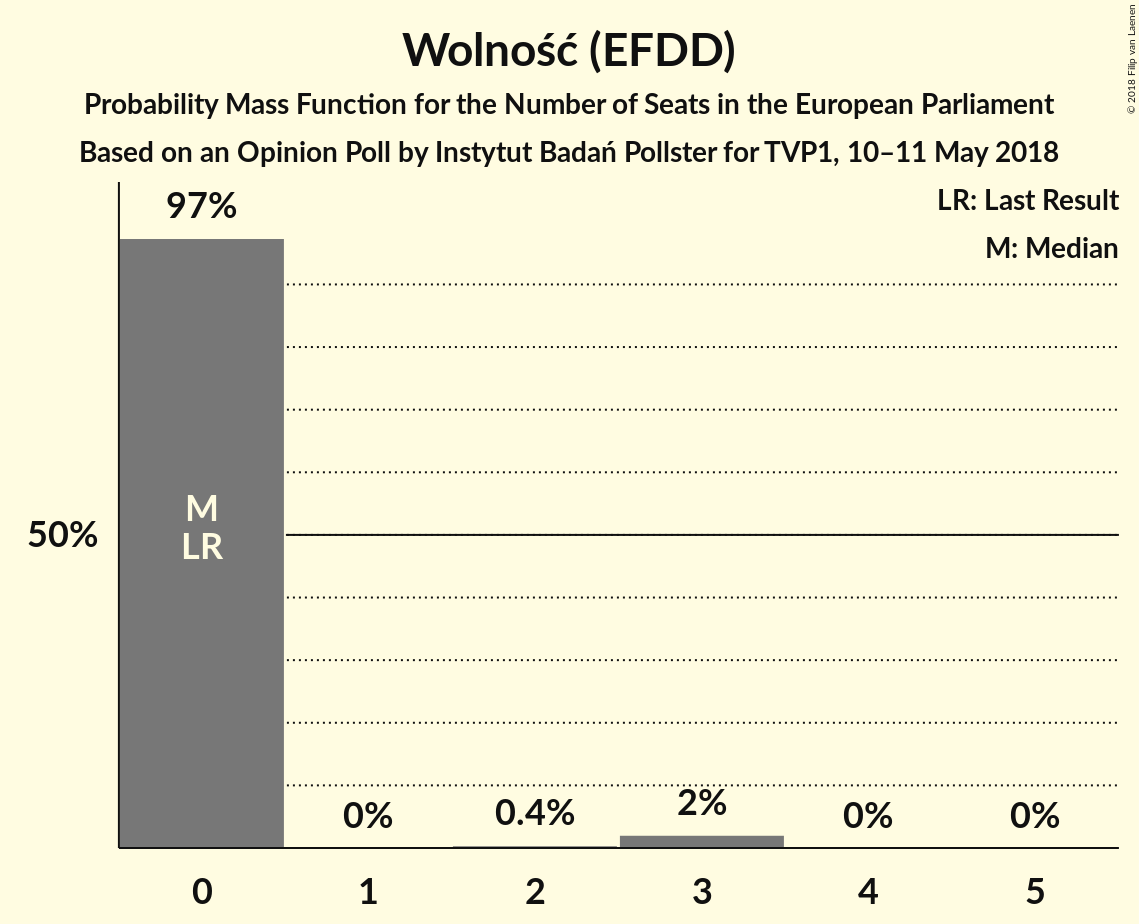 Wolność (EFDD)
Probability Mass Function for the Number of Seats in the European Parliament
Based on an Opinion Poll by Instytut Badań Pollster for TVP1, 10–11 May 2018
© 2018 Filip van Laenen
LR: Last Result
M: Median
97%
M
LR
50%
0%
0.4%
2%
0%
0%
0 1 2 3 4 5